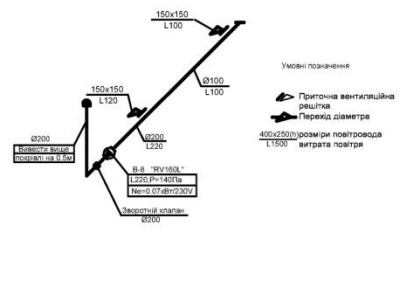 150x150
L100
Умовні позначення
Ø100
L100
150x150
L120
Приточна вентиляційна
решітка
Перехід діаметра
400x250(h) розміри повітровода
L1500 витрата повітря
Ø200
L220
Ø200
Вивести вище
покрівлі на 0.5м
В-8 "RV160L"
L220,P=140Па
Ne=0.07кВт/230V
Зворотній клапан
Ø200